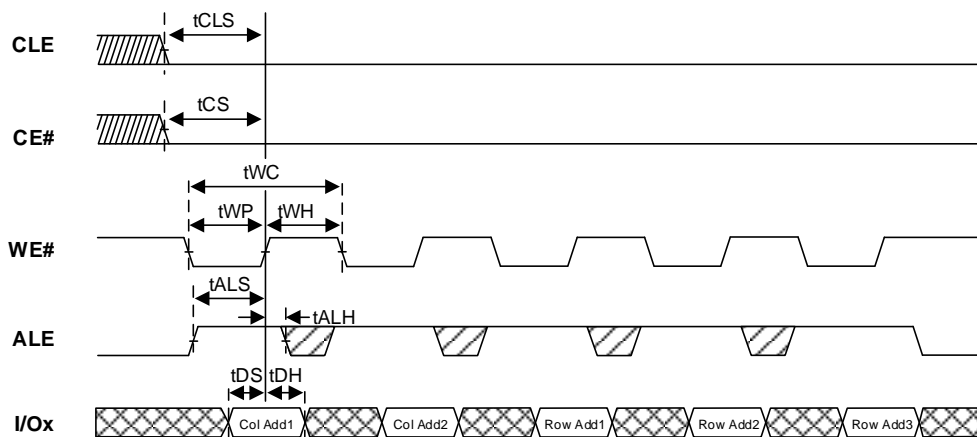 tCLS
CLE
tCS
CE#
tWC
tWP
tWH
WE#
tALS
tALH
ALE
tDS
tDH
I/Ox
Col Add1
Col Add2
Row Add1
Row Add2
Row Add3